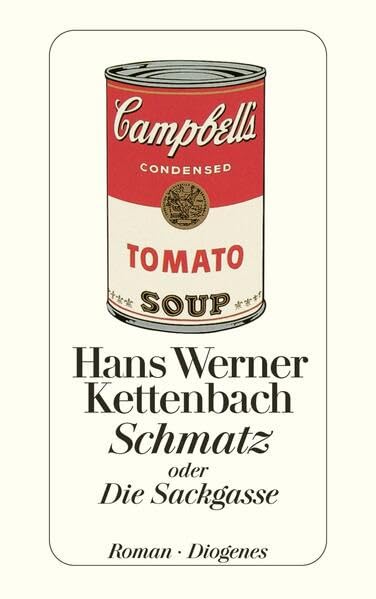 Campbell's
CONDENSED
TOMATO
SOUP
Hans Werner
Kettenbach
Schmatz
oder
Die Sackgasse
Roman · Diogenes